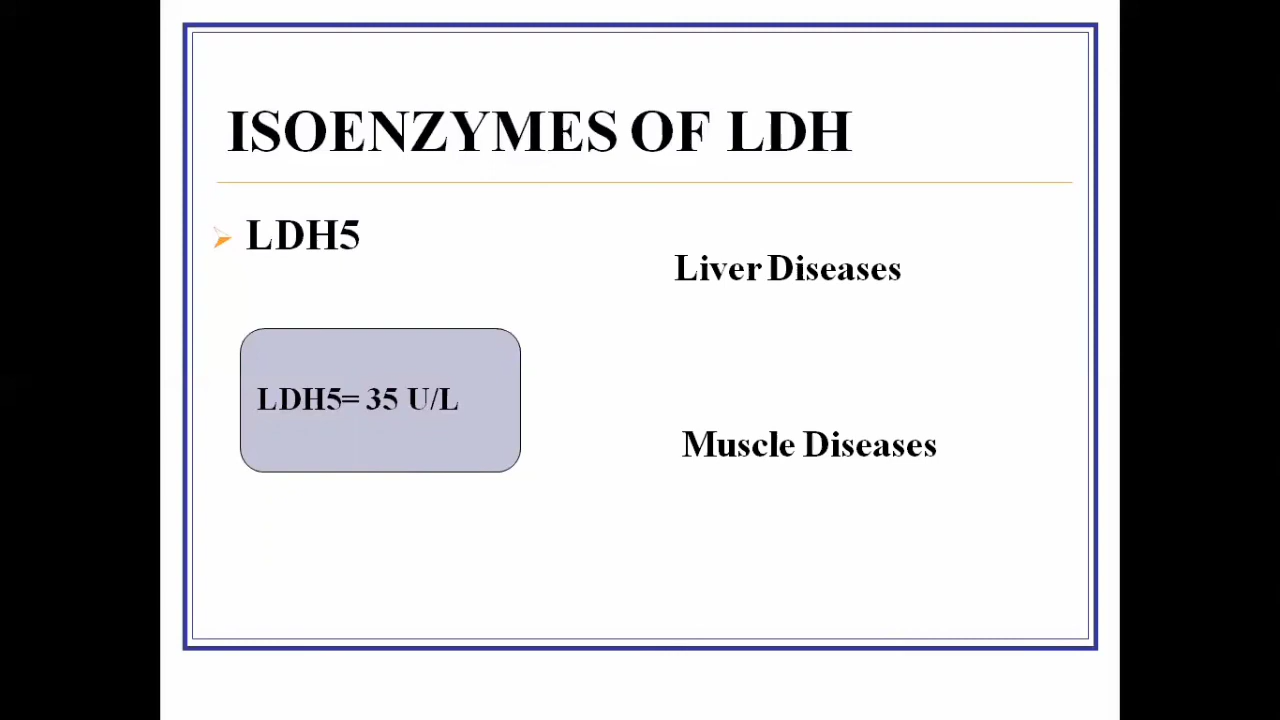 ISOENZYMES OF LDH
LDH5
Liver Diseases
LDH5= 35 U/L
Muscle Diseases